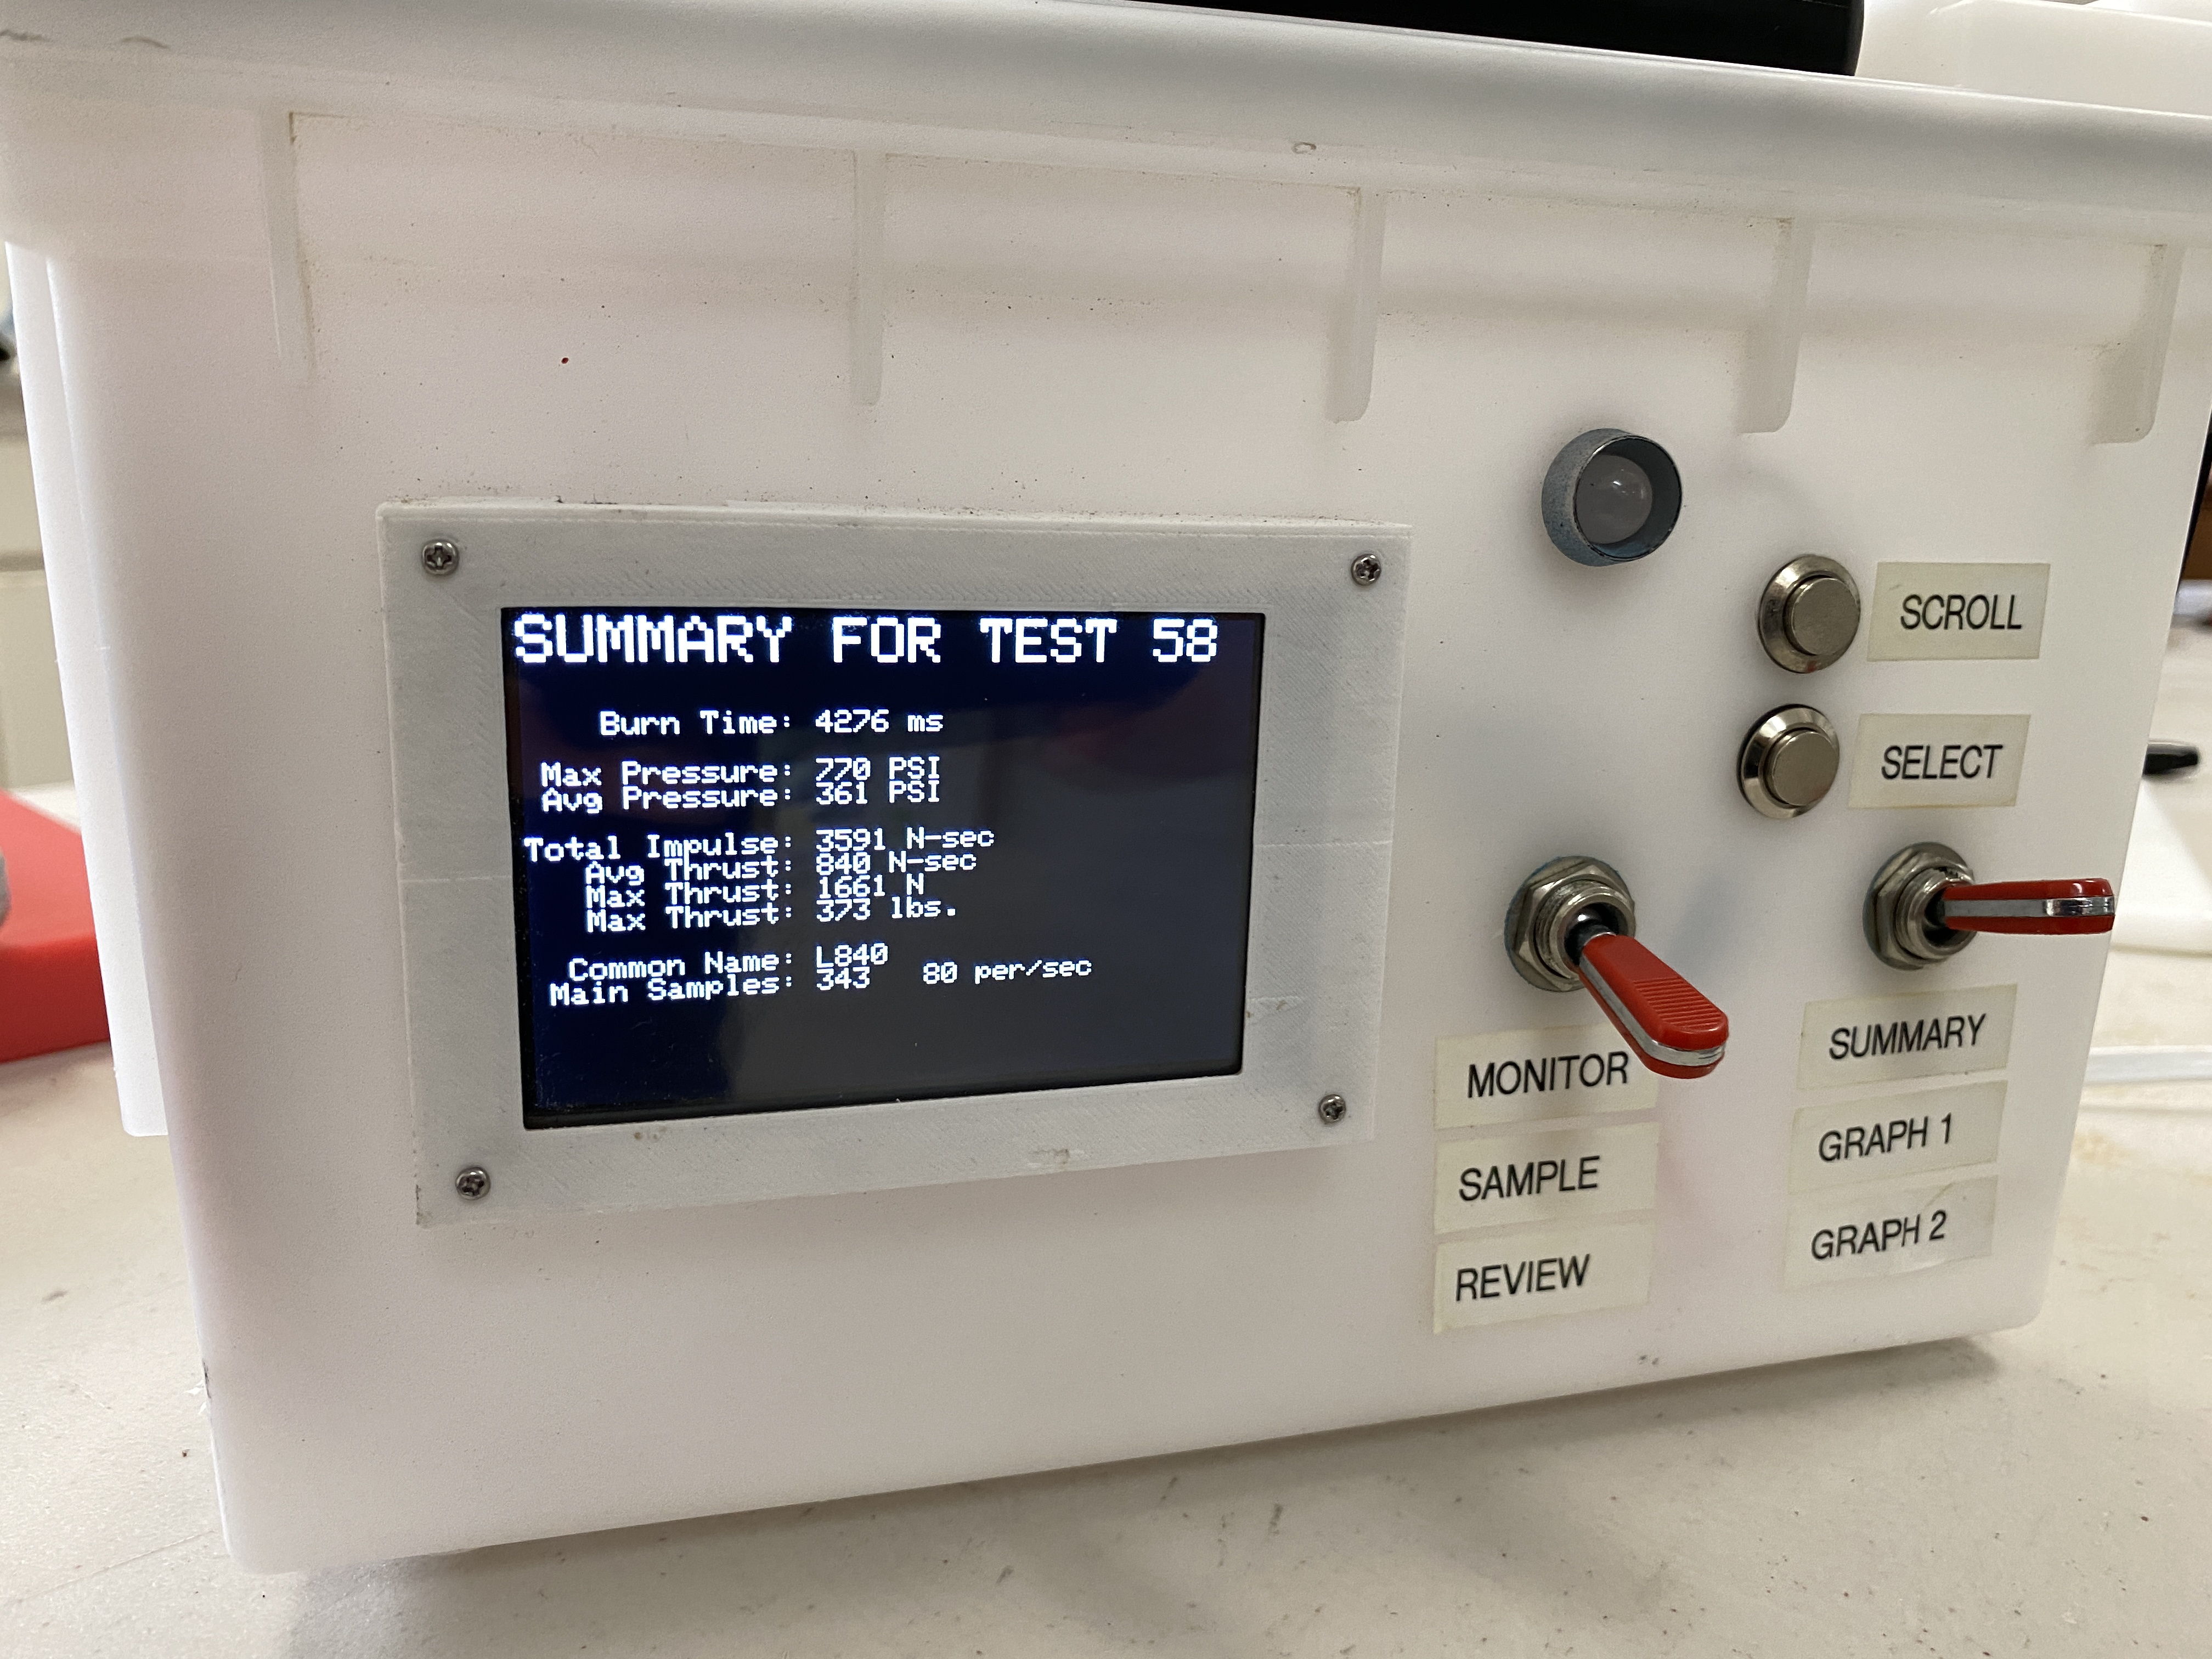 SUMMARY FOR TEST 58
Burn Time: 4276 ms
Max Pressure: 770 PSI
Avg Pressure: 361 PSI
Total Impulse: 3591 N-sec
Avg Thrust: 840 N-sec
Max Thrust: 1661 N
Max Thrust: 373 lbs.
Common Name: L840
Main Samples: 343 80 per/sec
SCROLL
SELECT
MONITOR
SAMPLE
REVIEW
SUMMARY
GRAPH 1
GRAPH 2